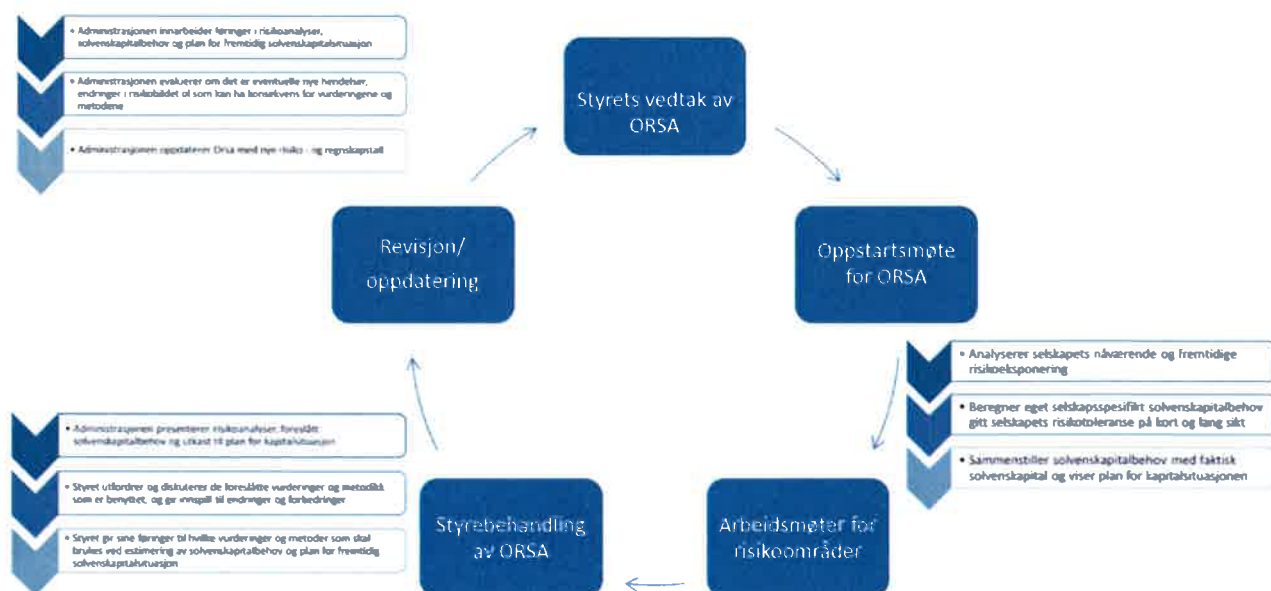 • Administrasjonen innarbeider føringer i risikoanalyser,
solvenskapitalbehov og plan for fremtidig solvenskapitalsituasjon
• Administrasjonen evaluerer om det er eventuelle nye hendelser,
endringer i risikobildet ol som kan ha konsekvens for vurderingene og
metodene
• Administrasjonen oppdaterer Orsa med nye risiko - og regnskapstall
Styrets vedtak av
ORSA
Revisjon/
oppdatering
Oppstartsmøte
for ORSA
• Analyserer selskapets nåværende og fremtidige
risikoeksponering
• Beregner eget selskapsspesifikt solvenskapitalbehov
gitt selskapets risikotoleranse på kort og lang sikt
• Sammenstiller solvenskapitalbehov med faktisk
solvenskapital og viser plan for kapitalsituasjonen
• Administrasjonen presenterer risikoanalyser, foreslått
solvenskapitalbehov og utkast til plan for kapitalsituasjon
• Styret utfordrer og diskuterer de foreslåtte vurderinger og metodikk
som er benyttet, og gir innspill til endringer og forbedringer
• Styret gir sine føringer til hvilke vurderinger og metoder som skal
brukes ved estimering av solvenskapitalbehov og plan for fremtidig
solvenskapitalsituasjon
Styrebehandling
av ORSA
Arbeidsmøter for
risikoområder